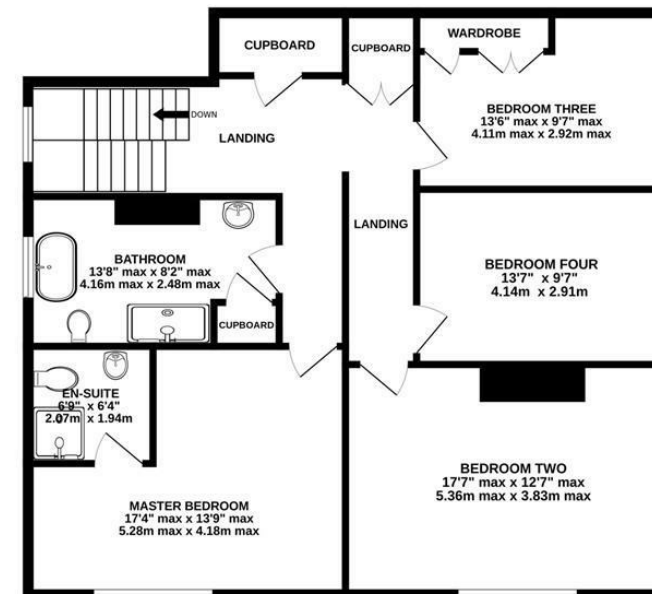 WARDROBE
CUPBOARD
CUPBOARD
BEDROOM THREE
13'6" max x 9'7" max
4.11m max x 2.92m max
DOWN
LANDING
LANDING
BATHROOM
13'8" max x 8'2" max
4.16m max x 2.48m max
BEDROOM FOUR
13'7" x 9'7"
4.14m x 2.91m
CUPBOARD
EN-SUITE
6'9" x 6'4"
2.07m x 1.94m
BEDROOM TWO
17'7" max x 12'7" max
5.36m max x 3.83m max
MASTER BEDROOM
17'4" max x 13'9" max
5.28m max x 4.18m max